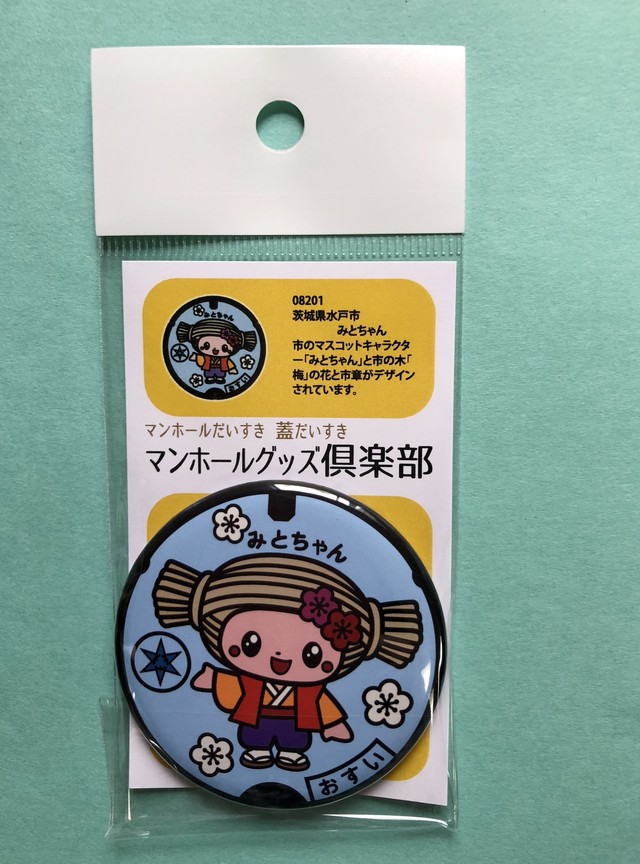 08201
茨城県水戸市
みとちゃん
市のマスコットキャラクタ
ー「みとちゃん」と市の木「
梅」の花と市章がデザイン
されています。
みとちゃん
おすい
マンホールだいすき 蓋だいすき
マンホールグッズ倶楽部
みとちゃん
おすい